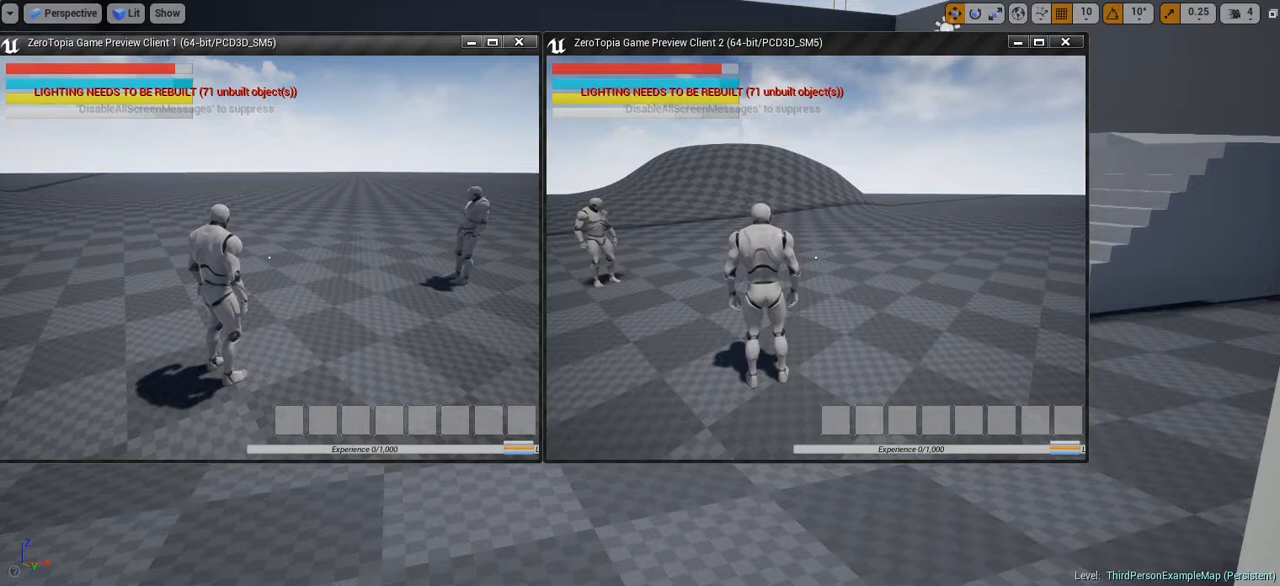 Perspective Lit Show 10 10° 0.25 4
ZeroTopia Game Preview Client 1 (64-bit/PCD3D_SM5)
LIGHTING NEEDS TO BE REBUILT (71 unbuilt object(s))
'DisableAllScreenMessages' to suppress
Experience 0/1,000
L
ZeroTopia Game Preview Client 2 (64-bit/PCD3D_SM5)
LIGHTING NEEDS TO BE REBUILT (71 unbuilt object(s))
'DisableAllScreenMessages' to suppress
Experience 0/1,000
L
Z
Y X
?
Level: ThirdPersonExampleMap (Persistent)